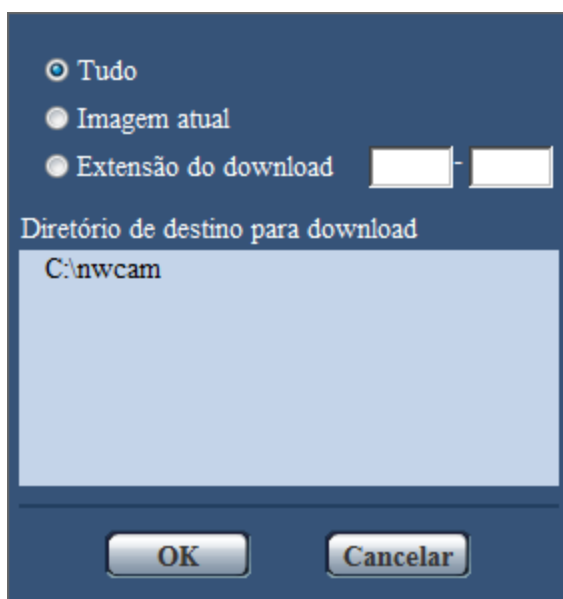 Tudo
Imagem atual
Extensão do download -
Diretório de destino para download
C:\nwcam
OK Cancelar